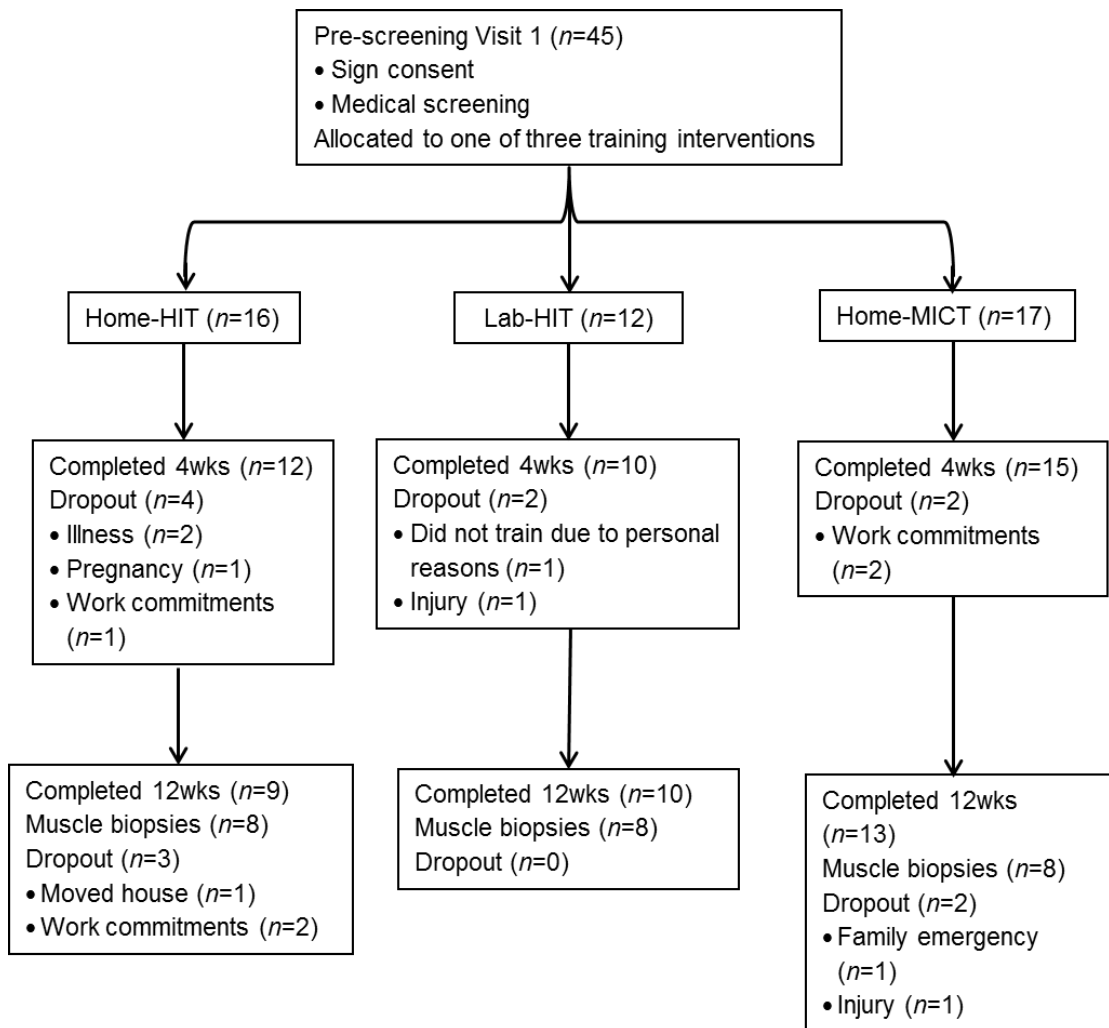 Pre-screening Visit 1 (n=45)
• Sign consent
• Medical screening
Allocated to one of three training interventions
Home-HIT (n=16)
Lab-HIT (n=12)
Home-MICT (n=17)
Completed 4wks (n=12)
Dropout (n=4)
• Illness (n=2)
• Pregnancy (n=1)
• Work commitments
(n=1)
Completed 4wks (n=10)
Dropout (n=2)
• Did not train due to personal
reasons (n=1)
• Injury (n=1)
Completed 4wks (n=15)
Dropout (n=2)
• Work commitments
(n=2)
Completed 12wks (n=9)
Muscle biopsies (n=8)
Dropout (n=3)
• Moved house (n=1)
• Work commitments (n=2)
Completed 12wks (n=10)
Muscle biopsies (n=8)
Dropout (n=0)
Completed 12wks
(n=13)
Muscle biopsies (n=8)
Dropout (n=2)
• Family emergency
(n=1)
• Injury (n=1)